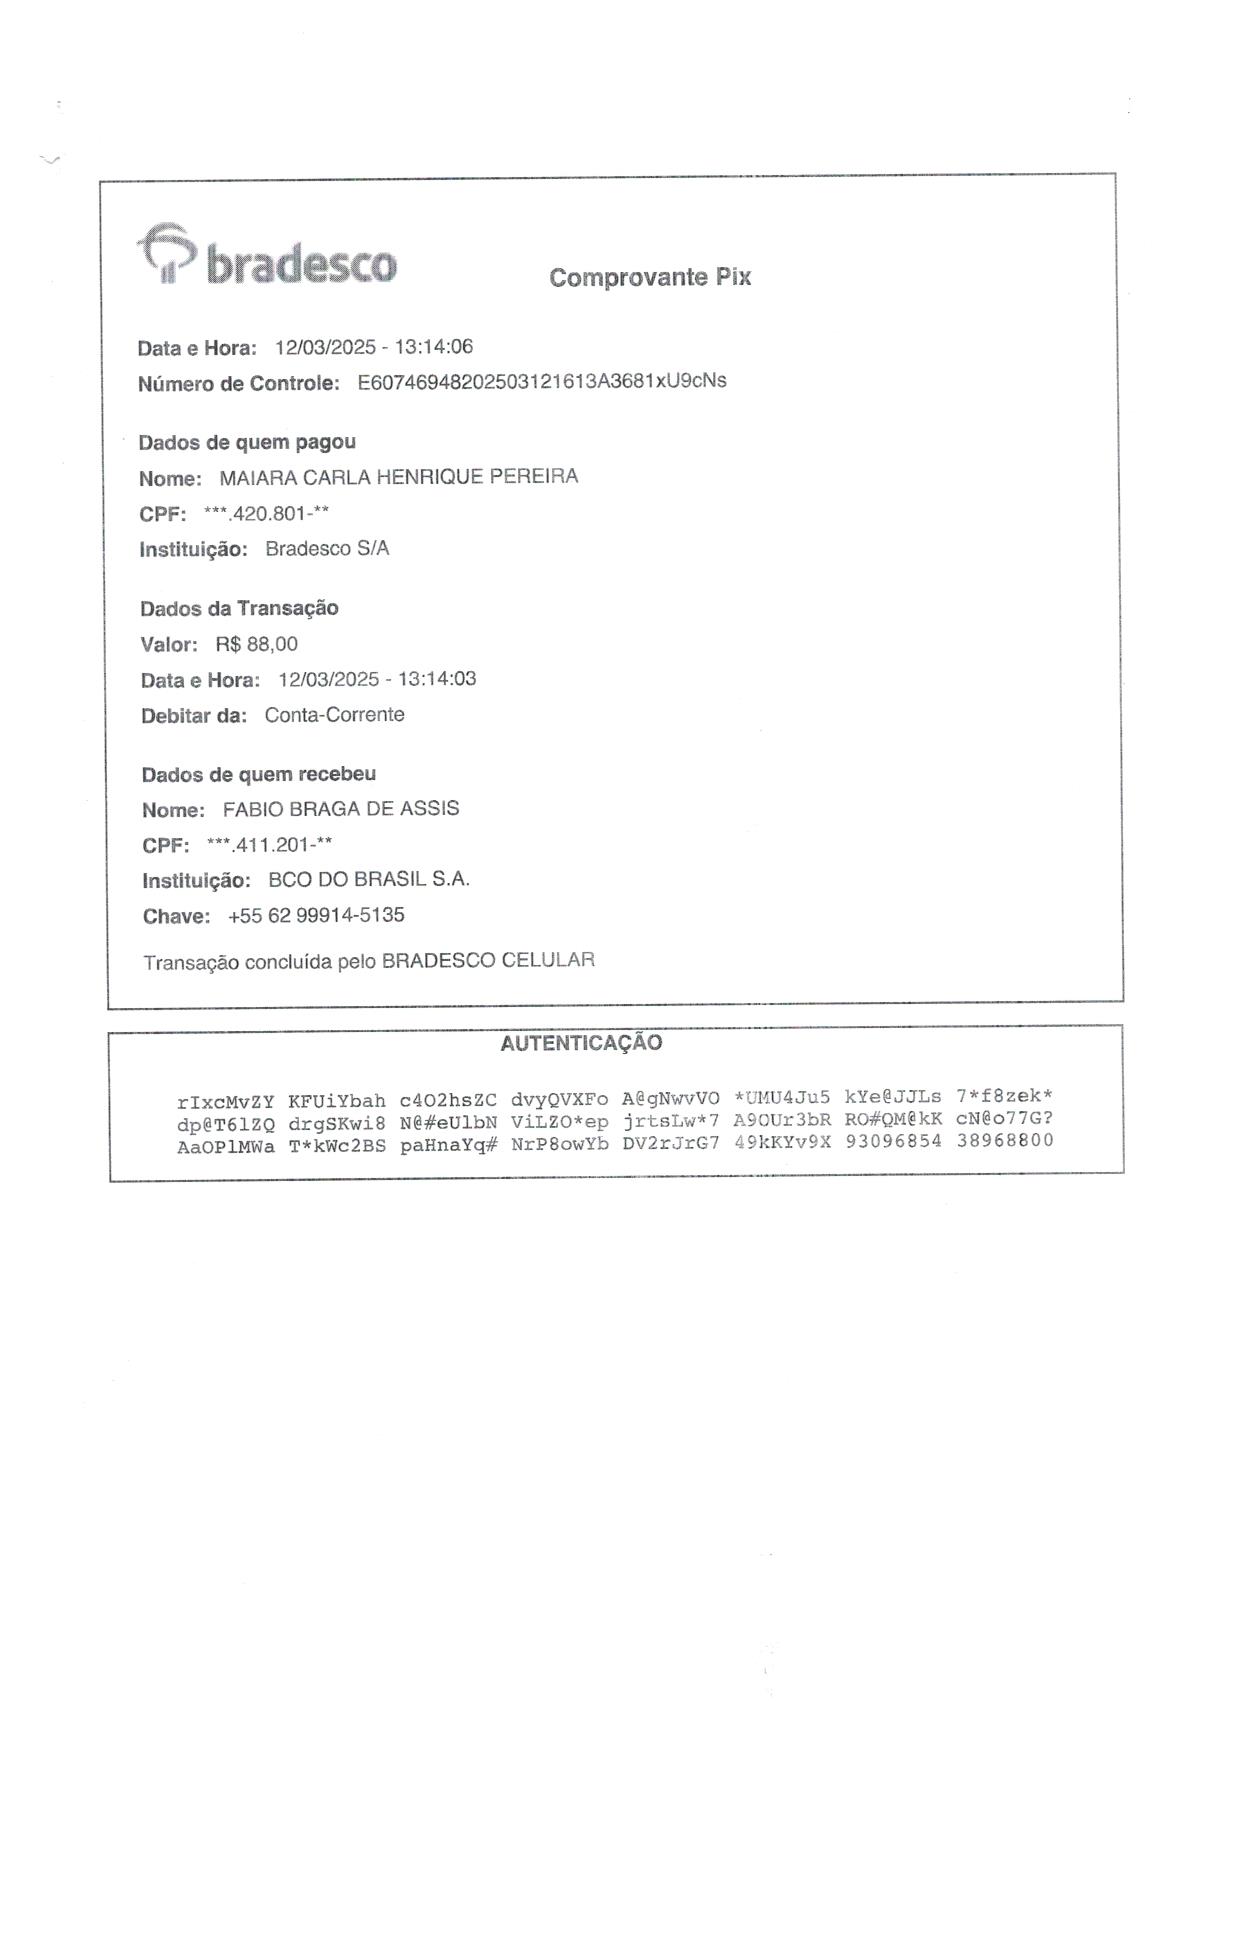 bradesco
Comprovante Pix
Data e Hora: 12/03/2025 - 13:14:06
Número de Controle: E60746948202503121613A3681xU9cNs
Dados de quem pagou
Nome: MAIARA CARLA HENRIQUE PEREIRA
CPF: ***.420.801-**
Instituição: Bradesco S/A
Dados da Transação
Valor: R$ 88,00
Data e Hora: 12/03/2025 - 13:14:03
Debitar da: Conta-Corrente
Dados de quem recebeu
Nome: FABIO BRAGA DE ASSIS
CPF: ***.411.201-**
Instituição: BCO DO BRASIL S.A.
Chave: +55 62 99914-5135
Transação concluída pelo BRADESCO CELULAR
AUTENTICAÇÃO
rIxcMvZY KFUiYbah c4O2hsZC dvyQVXFo A@gNwvVO *UMU4Ju5 kYe@JJLs 7*f8zek*
dp@T6lZQ drgSKwi8 N@#eUlbN ViLZO*ep jrtsLw*7 A9OUr3bR RO#QM@kK cN@o77G?
AaOPlMWa T*kWc2BS paHnaYq# NrP8owYb DV2rJrG7 49kKYv9X 93096854 38968800